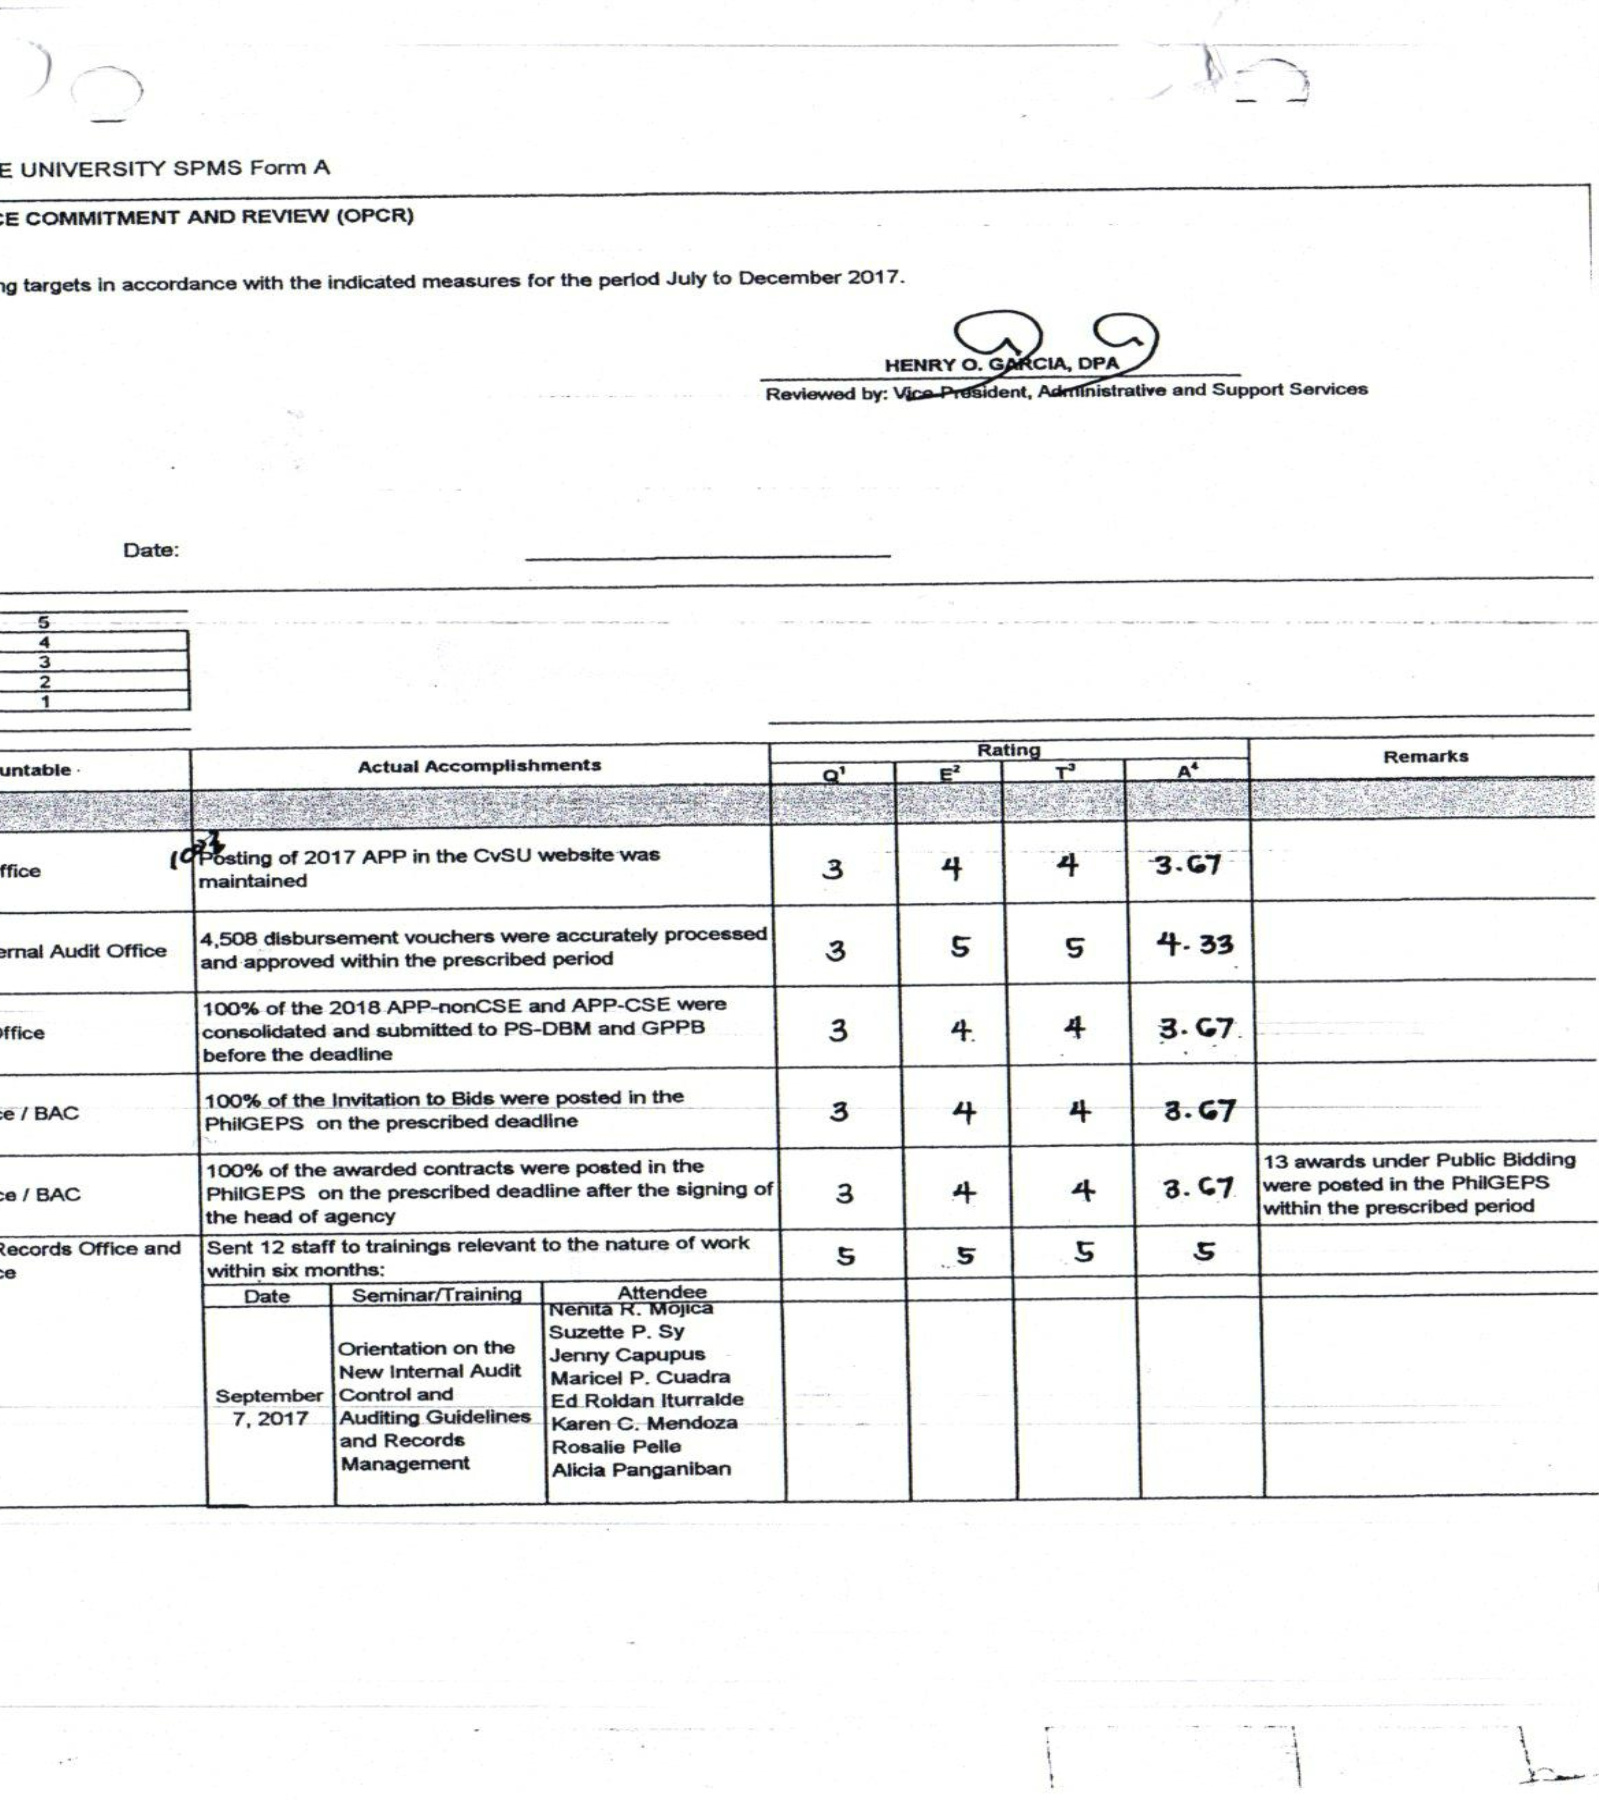 E UNIVERSITY SPMS Form A
CE COMMITMENT AND REVIEW (OPCR)
ng targets in accordance with the indicated measures for the period July to December 2017.
HENRY O. GARCIA, DPA
Reviewed by: Vice President, Administrative and Support Services
Date:
5
4
3
2
1
untable
Actual Accomplishments
Rating
Remarks
Q¹ E² T³ A⁴
ffice
Posting of 2017 APP in the CvSU website was
maintained
3 4 4 3.67
ernal Audit Office
4,508 disbursement vouchers were accurately processed
and approved within the prescribed period
3 5 5 4.33
Office
100% of the 2018 APP-nonCSE and APP-CSE were
consolidated and submitted to PS-DBM and GPPB
before the deadline
3 4 4 3.67
ce / BAC
100% of the Invitation to Bids were posted in the
PhilGEPS on the prescribed deadline
3 4 4 3.67
ce / BAC
100% of the awarded contracts were posted in the
PhilGEPS on the prescribed deadline after the signing of
the head of agency
3 4 4 3.67
13 awards under Public Bidding
were posted in the PhilGEPS
within the prescribed period
Records Office and
ce
Sent 12 staff to trainings relevant to the nature of work
within six months:
5 5 5 5
Date Seminar/Training Attendee
September
7, 2017
Orientation on the
New Internal Audit
Control and
Auditing Guidelines
and Records
Management
Nenita R. Mojica
Suzette P. Sy
Jenny Capupus
Maricel P. Cuadra
Ed Roldan Iturralde
Karen C. Mendoza
Rosalie Pelle
Alicia Panganiban